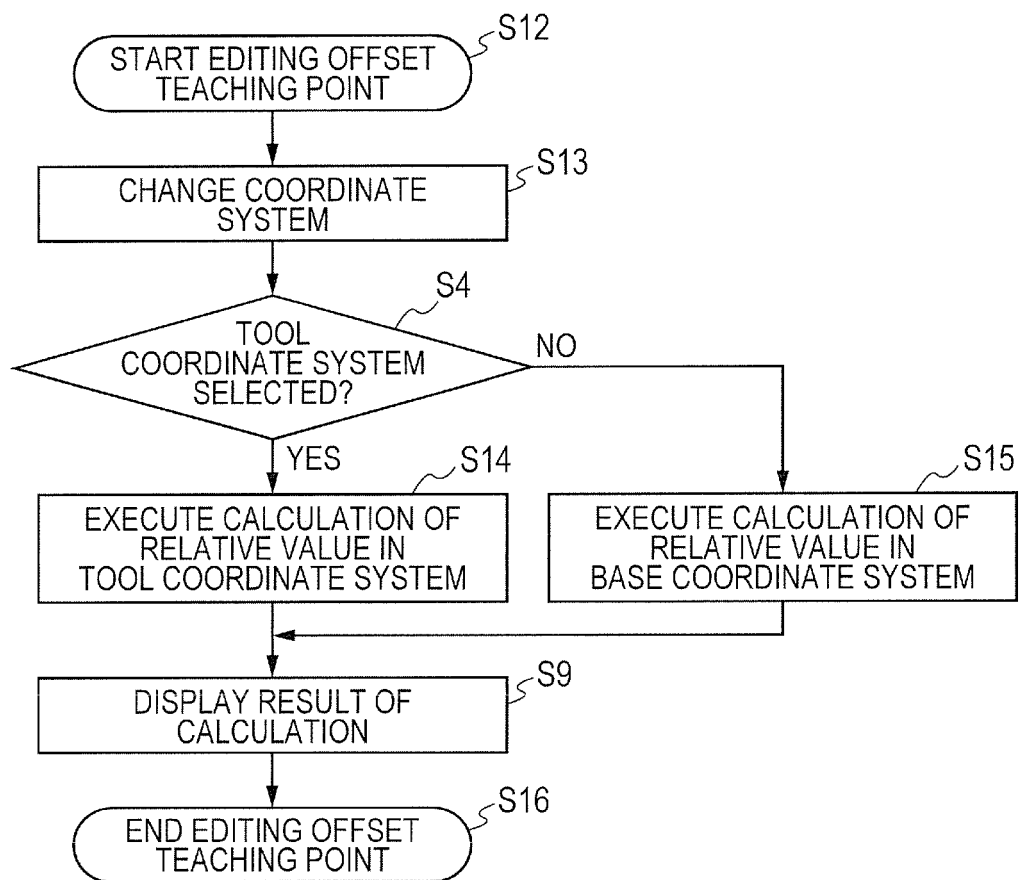 S12
START EDITING OFFSET
TEACHING POINT
S13
CHANGE COORDINATE
SYSTEM
S4
TOOL
COORDINATE SYSTEM
SELECTED?
NO
YES
S14
EXECUTE CALCULATION OF
RELATIVE VALUE IN
TOOL COORDINATE SYSTEM
S15
EXECUTE CALCULATION OF
RELATIVE VALUE IN
BASE COORDINATE SYSTEM
S9
DISPLAY RESULT OF
CALCULATION
S16
END EDITING OFFSET
TEACHING POINT